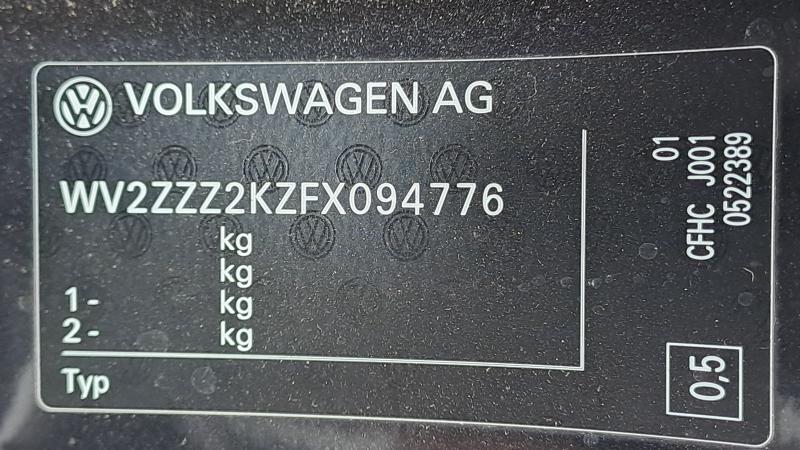 VOLKSWAGEN AG
WV2ZZZ2KZFX094776
kg
kg
1- kg
2- kg
Typ
01
CFHC J001
0522389
0,5